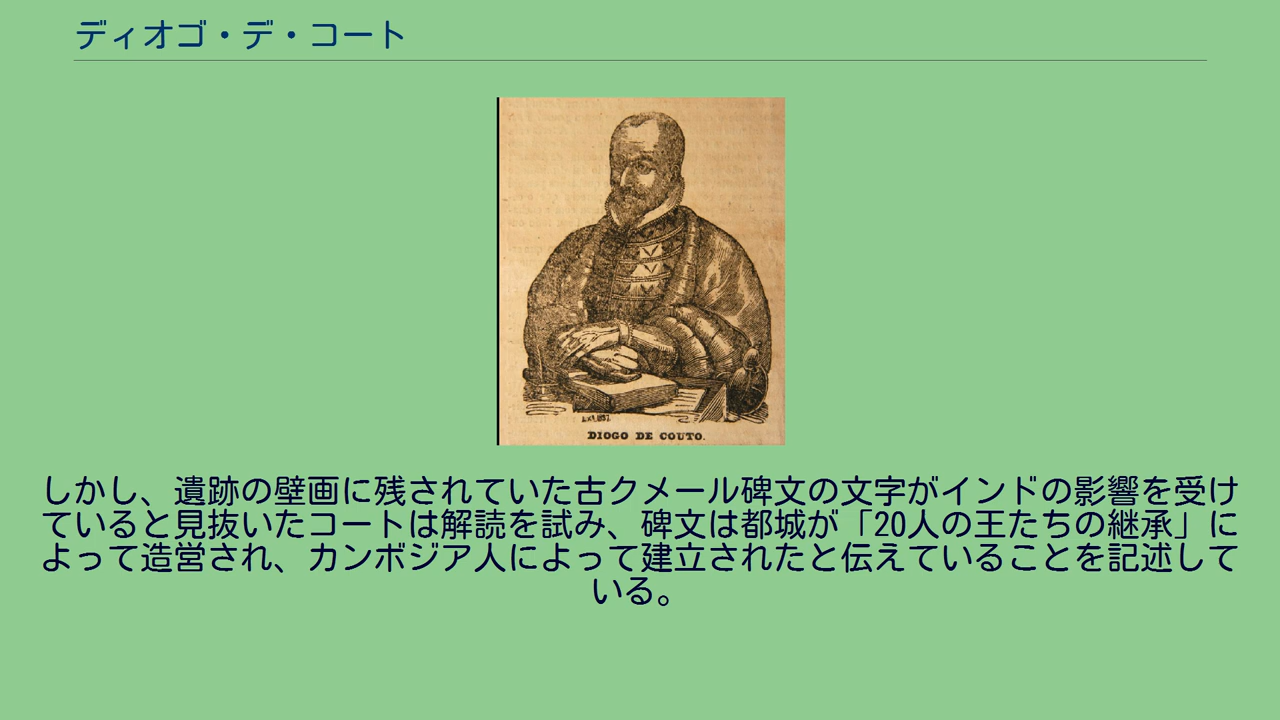 ディオゴ・デ・コート
DIOGO DE COUTO.
しかし、遺跡の壁画に残されていた古クメール碑文の文字がインドの影響を受け
ていると見抜いたコートは解読を試み、碑文は都城が「20人の王たちの継承」に
よって造営され、カンボジア人によって建立されたと伝えていることを記述して
いる。